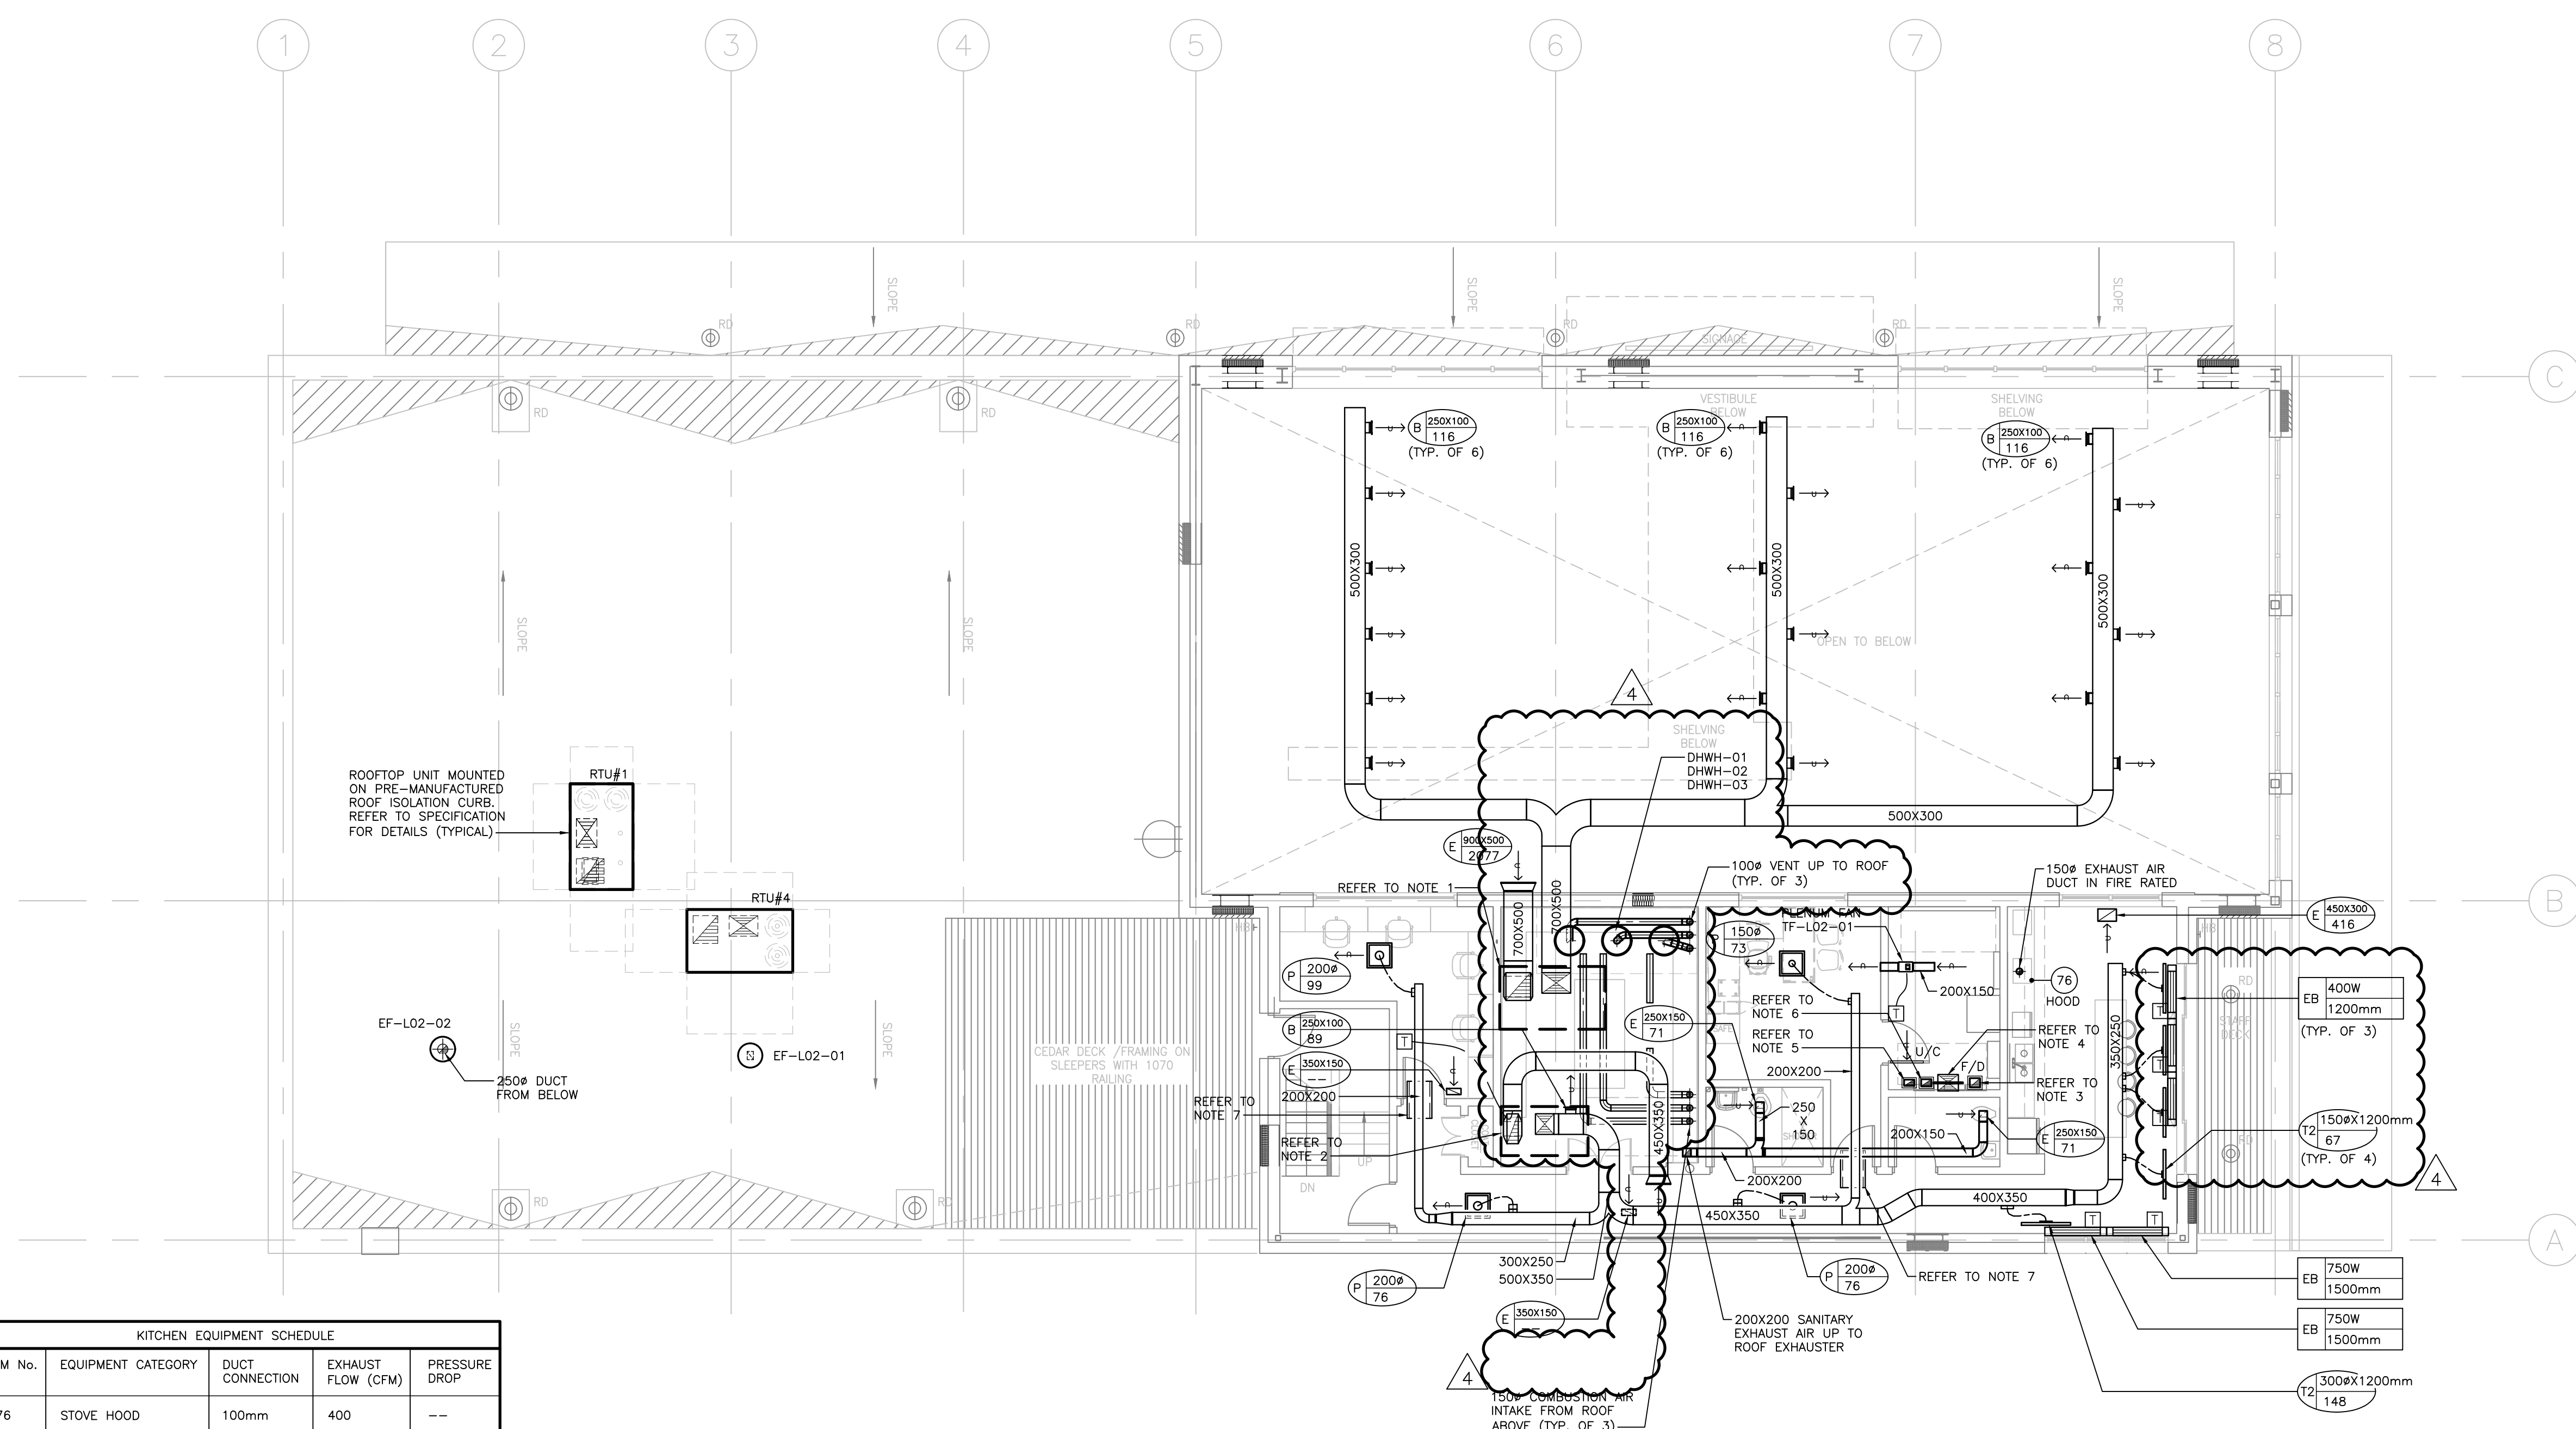 1
2
3
4
5
6
7
8
SLOPE
SLOPE
SLOPE
RD
RD
RD
RD
SIGNAGE
C
RD
RD
VESTIBULE
BELOW
SHELVING
BELOW
B 250X100
116
(TYP. OF 6)
B 250X100
116
(TYP. OF 6)
B 250X100
116
(TYP. OF 6)
500X300
500X300
500X300
SLOPE
SLOPE
OPEN TO BELOW
4
SHELVING
BELOW
DHWH-01
DHWH-02
DHWH-03
ROOFTOP UNIT MOUNTED
ON PRE-MANUFACTURED
ROOF ISOLATION CURB.
REFER TO SPECIFICATION
FOR DETAILS (TYPICAL)
RTU#1
500X300
E 900X500
2077
REFER TO NOTE 1
100ø VENT UP TO ROOF
(TYP. OF 3)
150ø EXHAUST AIR
DUCT IN FIRE RATED
RTU#4
B
700X500
700X500
PLENUM FAN
TF-L02-01
E 450X300
416
HB
HB
150ø
73
P 200ø
99
200X150
76
HOOD
RD
EB 400W
1200mm
(TYP. OF 3)
T
T
REFER TO
NOTE 6
REFER TO
NOTE 5
E 250X150
71
SAFE
B 250X100
89
STAFF
DECK
REFER TO
NOTE 4
350X250
EF-L02-02
SLOPE
EF-L02-01
SLOPE
CEDAR DECK /FRAMING ON
SLEEPERS WITH 1070
RAILING
T
U/C
F/D
T
E 350X150
--
200X200
200X200
REFER TO
NOTE 3
250ø DUCT
FROM BELOW
REFER TO
NOTE 7
250
X
150
T
T2 150øX1200mm
67
(TYP. OF 4)
REFER TO
NOTE 2
450X350
200X150
E 250X150
71
UP
DN
RD
4
200X200
RD
450X350
400X350
T
T
A
300X250
500X350
P 200ø
76
P 200ø
76
REFER TO NOTE 7
EB 750W
1500mm
E 350X150
--
200X200 SANITARY
EXHAUST AIR UP TO
ROOF EXHAUSTER
EB 750W
1500mm
4
T2 300øX1200mm
148
150ø COMBUSTION AIR
INTAKE FROM ROOF
ABOVE (TYP. OF 3)
KITCHEN EQUIPMENT SCHEDULE
M No.
EQUIPMENT CATEGORY
DUCT
CONNECTION
EXHAUST
FLOW (CFM)
PRESSURE
DROP
76
STOVE HOOD
100mm
400
--